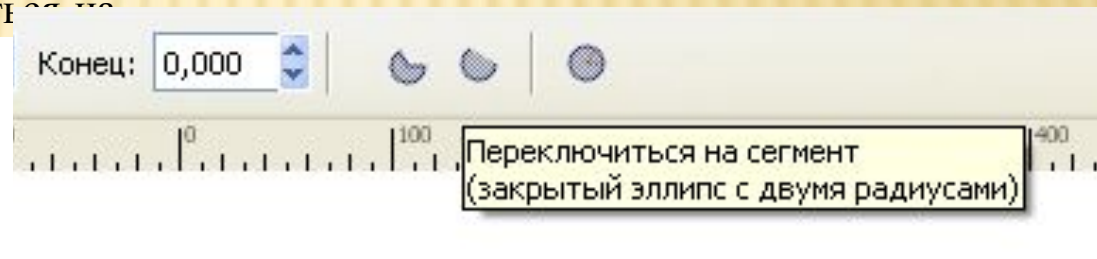 Конец: 0,000
0 100 400
Переключиться на сегмент
(закрытый эллипс с двумя радиусами)